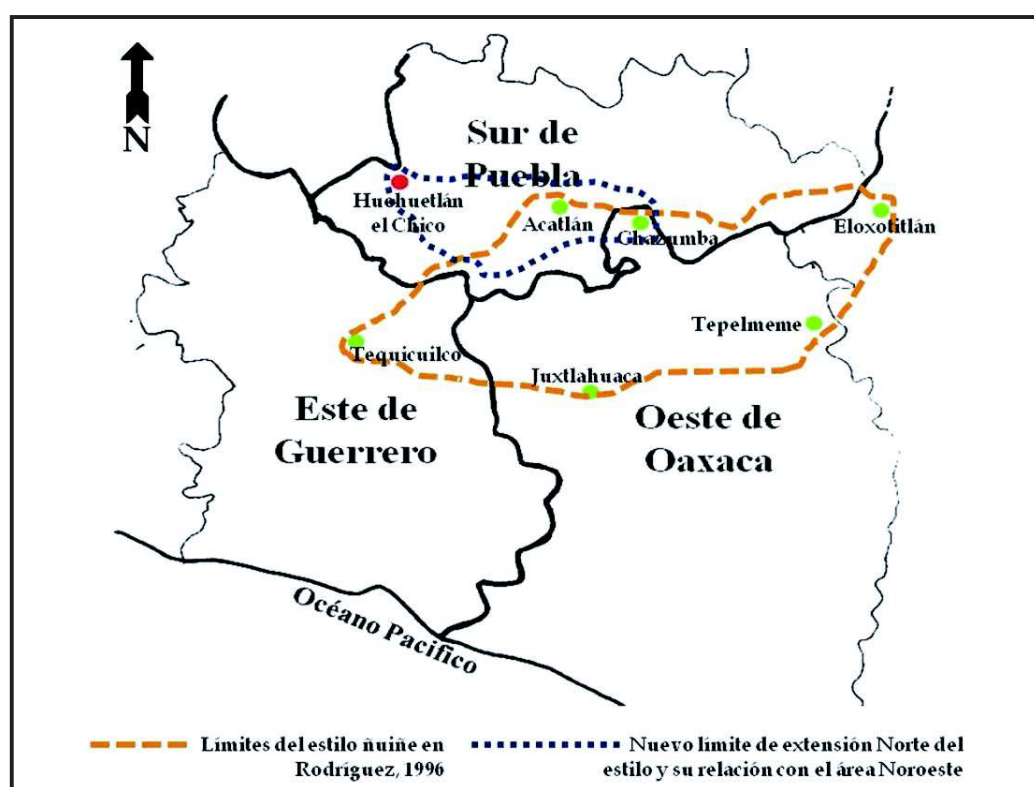 N
Sur de
Puebla
Huehuetlán
el Chico
Acatlán
Chazumba
Eloxotitlán
Tepelmeme
Tequicuilco
Juxtlahuaca
Este de
Guerrero
Oeste de
Oaxaca
Océano Pacifico
Límites del estilo ñuiñe en
Rodríguez, 1996
Nuevo límite de extensión Norte del
estilo y su relación con el área Noroeste